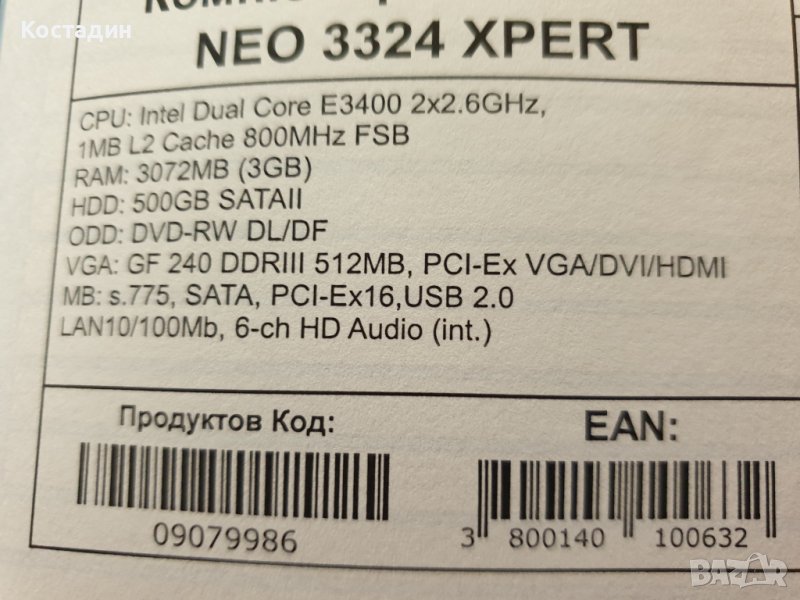 Костадин
NEO 3324 XPERT
CPU: Intel Dual Core E3400 2x2.6GHz,
1MB L2 Cache 800MHz FSB
RAM: 3072MB (3GB)
HDD: 500GB SATAII
ODD: DVD-RW DL/DF
VGA: GF 240 DDRIII 512MB, PCI-Ex VGA/DVI/HDMI
MB: s.775, SATA, PCI-Ex16,USB 2.0
LAN10/100Mb, 6-ch HD Audio (int.)
Продуктов Код:
09079986
EAN:
3 800140 100632
BAZAR